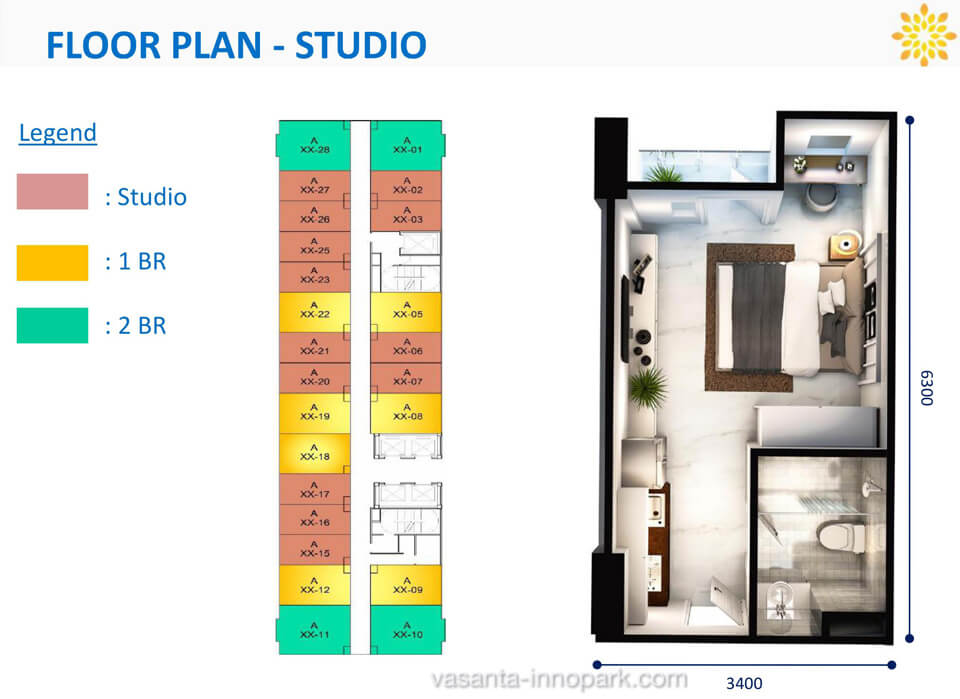 FLOOR PLAN - STUDIO
Legend
: Studio
: 1 BR
: 2 BR
A
XX-28
A
XX-27
A
XX-26
A
XX-25
A
XX-23
A
XX-22
A
XX-21
A
XX-20
A
XX-19
A
XX-18
A
XX-17
A
XX-16
A
XX-15
A
XX-12
A
XX-11
A
XX-01
A
XX-02
A
XX-03
A
XX-05
A
XX-06
A
XX-07
A
XX-08
A
XX-09
A
XX-10
6300
3400
vasanta-innopark.com